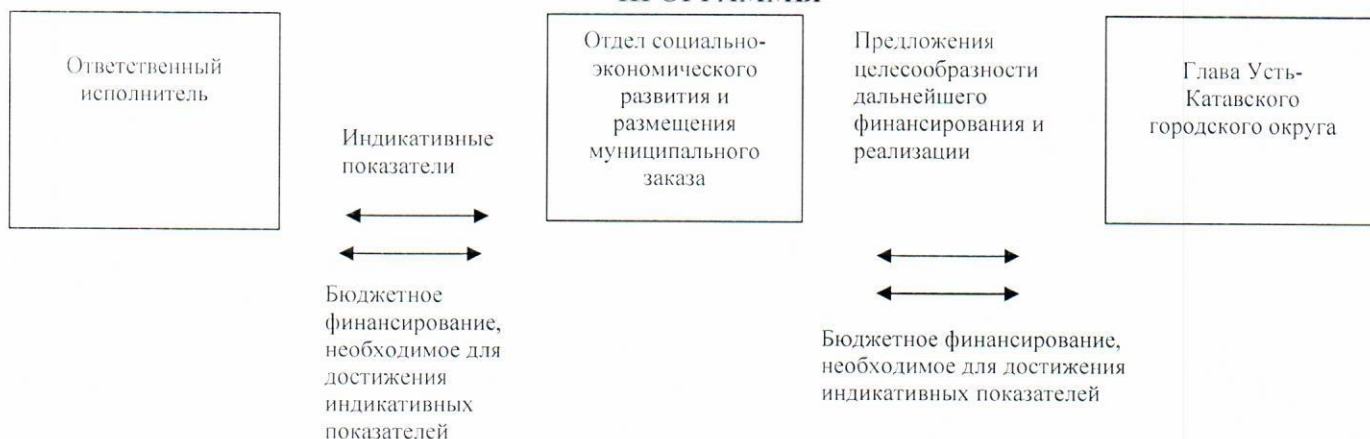 Ответственный
исполнитель
Индикативные
показатели
Бюджетное
финансирование,
необходимое для
достижения
индикативных
показателей
Отдел социально-
экономического
развития и
размещения
муниципального
заказа
Предложения
целесообразности
дальнейшего
финансирования и
реализации
Бюджетное финансирование,
необходимое для достижения
индикативных показателей
Глава Усть-
Катавского
городского округа